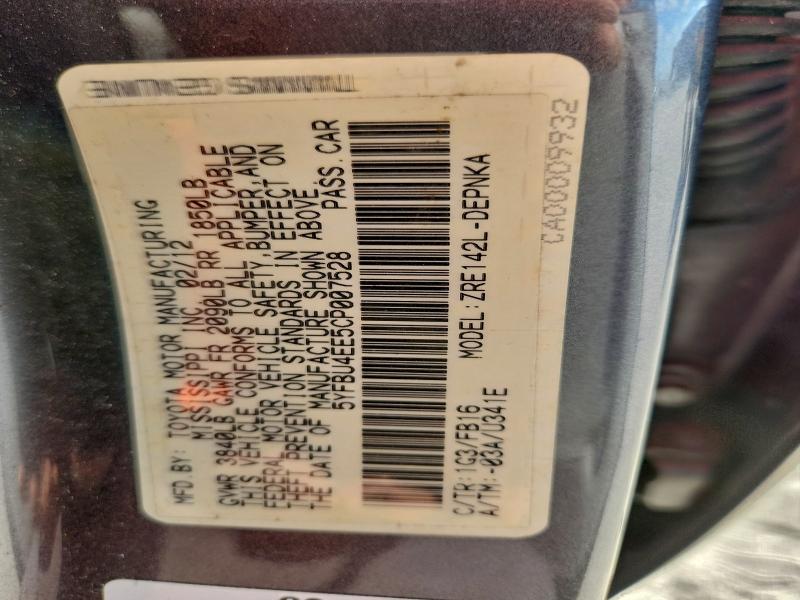 MFD.BY: TOYOTA MOTOR MANUFACTURING
MISSISSIPPI, INC 02/12
GVWR 3840LB GAWR FR 2090LB RR 1850LB
THIS VEHICLE CONFORMS TO ALL APPLICABLE
FEDERAL MOTOR VEHICLE SAFETY,BUMPER,AND
THEFT PREVENTION STANDARDS IN EFFECT ON
THE DATE OF MANUFACTURE SHOWN ABOVE.
5YFBU4EE5CP007528 PASS.CAR
C/TR:1G3/FB16 MODEL:ZRE142L-DEPNKA
A/TM:-03A/U341E
CA00009932